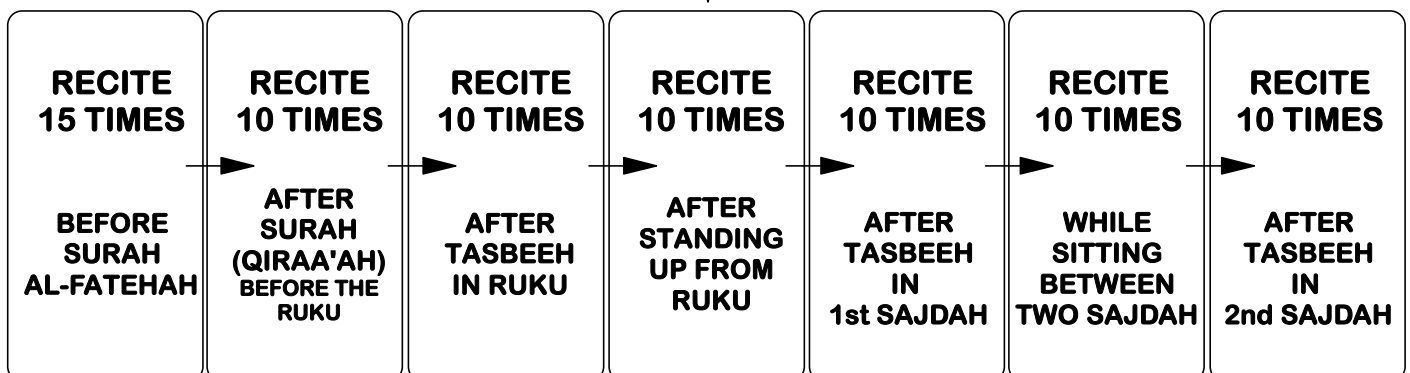 RECITE
15 TIMES
BEFORE
SURAH
AL-FATEHAH
RECITE
10 TIMES
AFTER
SURAH
(QIRAA'AH)
BEFORE THE
RUKU
RECITE
10 TIMES
AFTER
TASBEEH
IN RUKU
RECITE
10 TIMES
AFTER
STANDING
UP FROM
RUKU
RECITE
10 TIMES
AFTER
TASBEEH
IN
1st SAJDAH
RECITE
10 TIMES
WHILE
SITTING
BETWEEN
TWO SAJDAH
RECITE
10 TIMES
AFTER
TASBEEH
IN
2nd SAJDAH